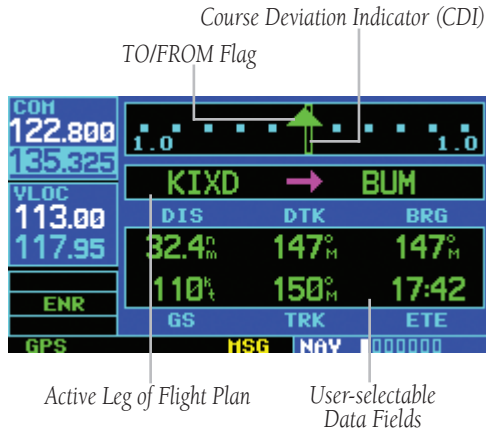 Course Deviation Indicator (CDI)
TO/FROM Flag
COM
122.800
135.325
1.0 1.0
KIXD → BUM
VLOC
113.00
117.95
DIS DTK BRG
32.4nm 147°M 147°M
110kt 150°M 17:42
ENR
GS TRK ETE
GPS MSG NAV
Active Leg of Flight Plan
User-selectable
Data Fields